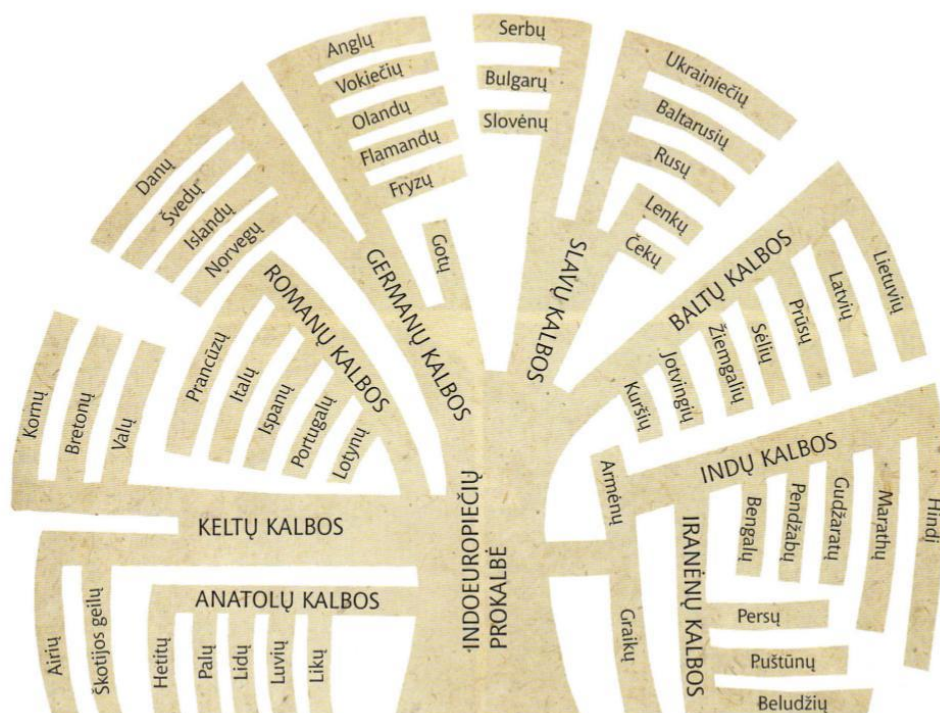 Anglų
Vokiečių
Olandų
Flamandų
Fryzų
Gotų
GERMANŲ KALBOS
Danų
Švedų
Islandų
Norvegų
Serbų
Bulgarų
Slovėnų
SLAVŲ KALBOS
Ukrainiečių
Baltarusių
Rusų
Lenkų
Čekų
BALTŲ KALBOS
Kuršių
Jotvingių
Žiemgalių
Sėlių
Prūsų
Latvių
Lietuvių
ROMANŲ KALBOS
Prancūzų
Italų
Ispanų
Portugalų
Lotynų
Kornų
Bretonų
Valų
KELTŲ KALBOS
Airių
Škotijos geilų
ANATOLŲ KALBOS
Hetitų
Palų
Lidų
Luvių
Likų
INDOEUROPIEČIŲ
PROKALBĖ
Armėnų
Graikų
INDŲ KALBOS
Bengalų
Pendžabų
Gudžaratų
Marathų
Hindi
IRANĖNŲ KALBOS
Persų
Puštūnų
Beludžių